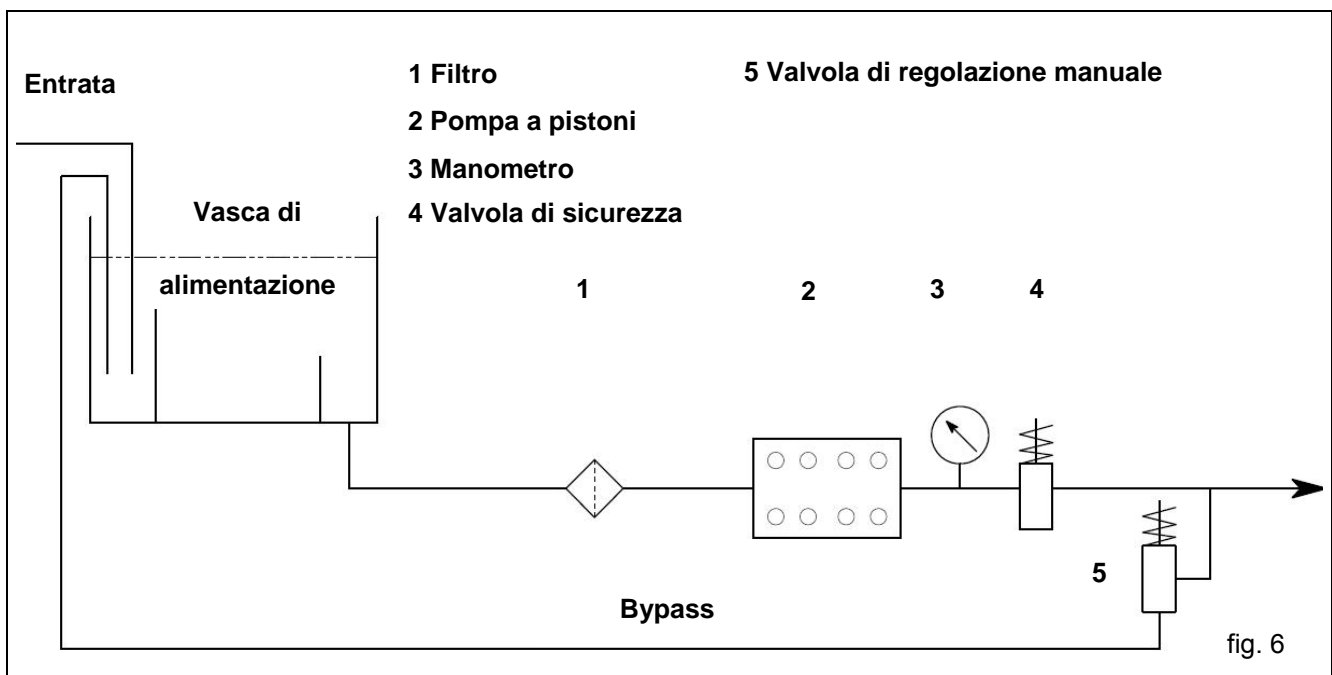 Entrata
1 Filtro
2 Pompa a pistoni
3 Manometro
4 Valvola di sicurezza
5 Valvola di regolazione manuale
Vasca di
alimentazione
1
2
3
4
5
Bypass
fig. 6